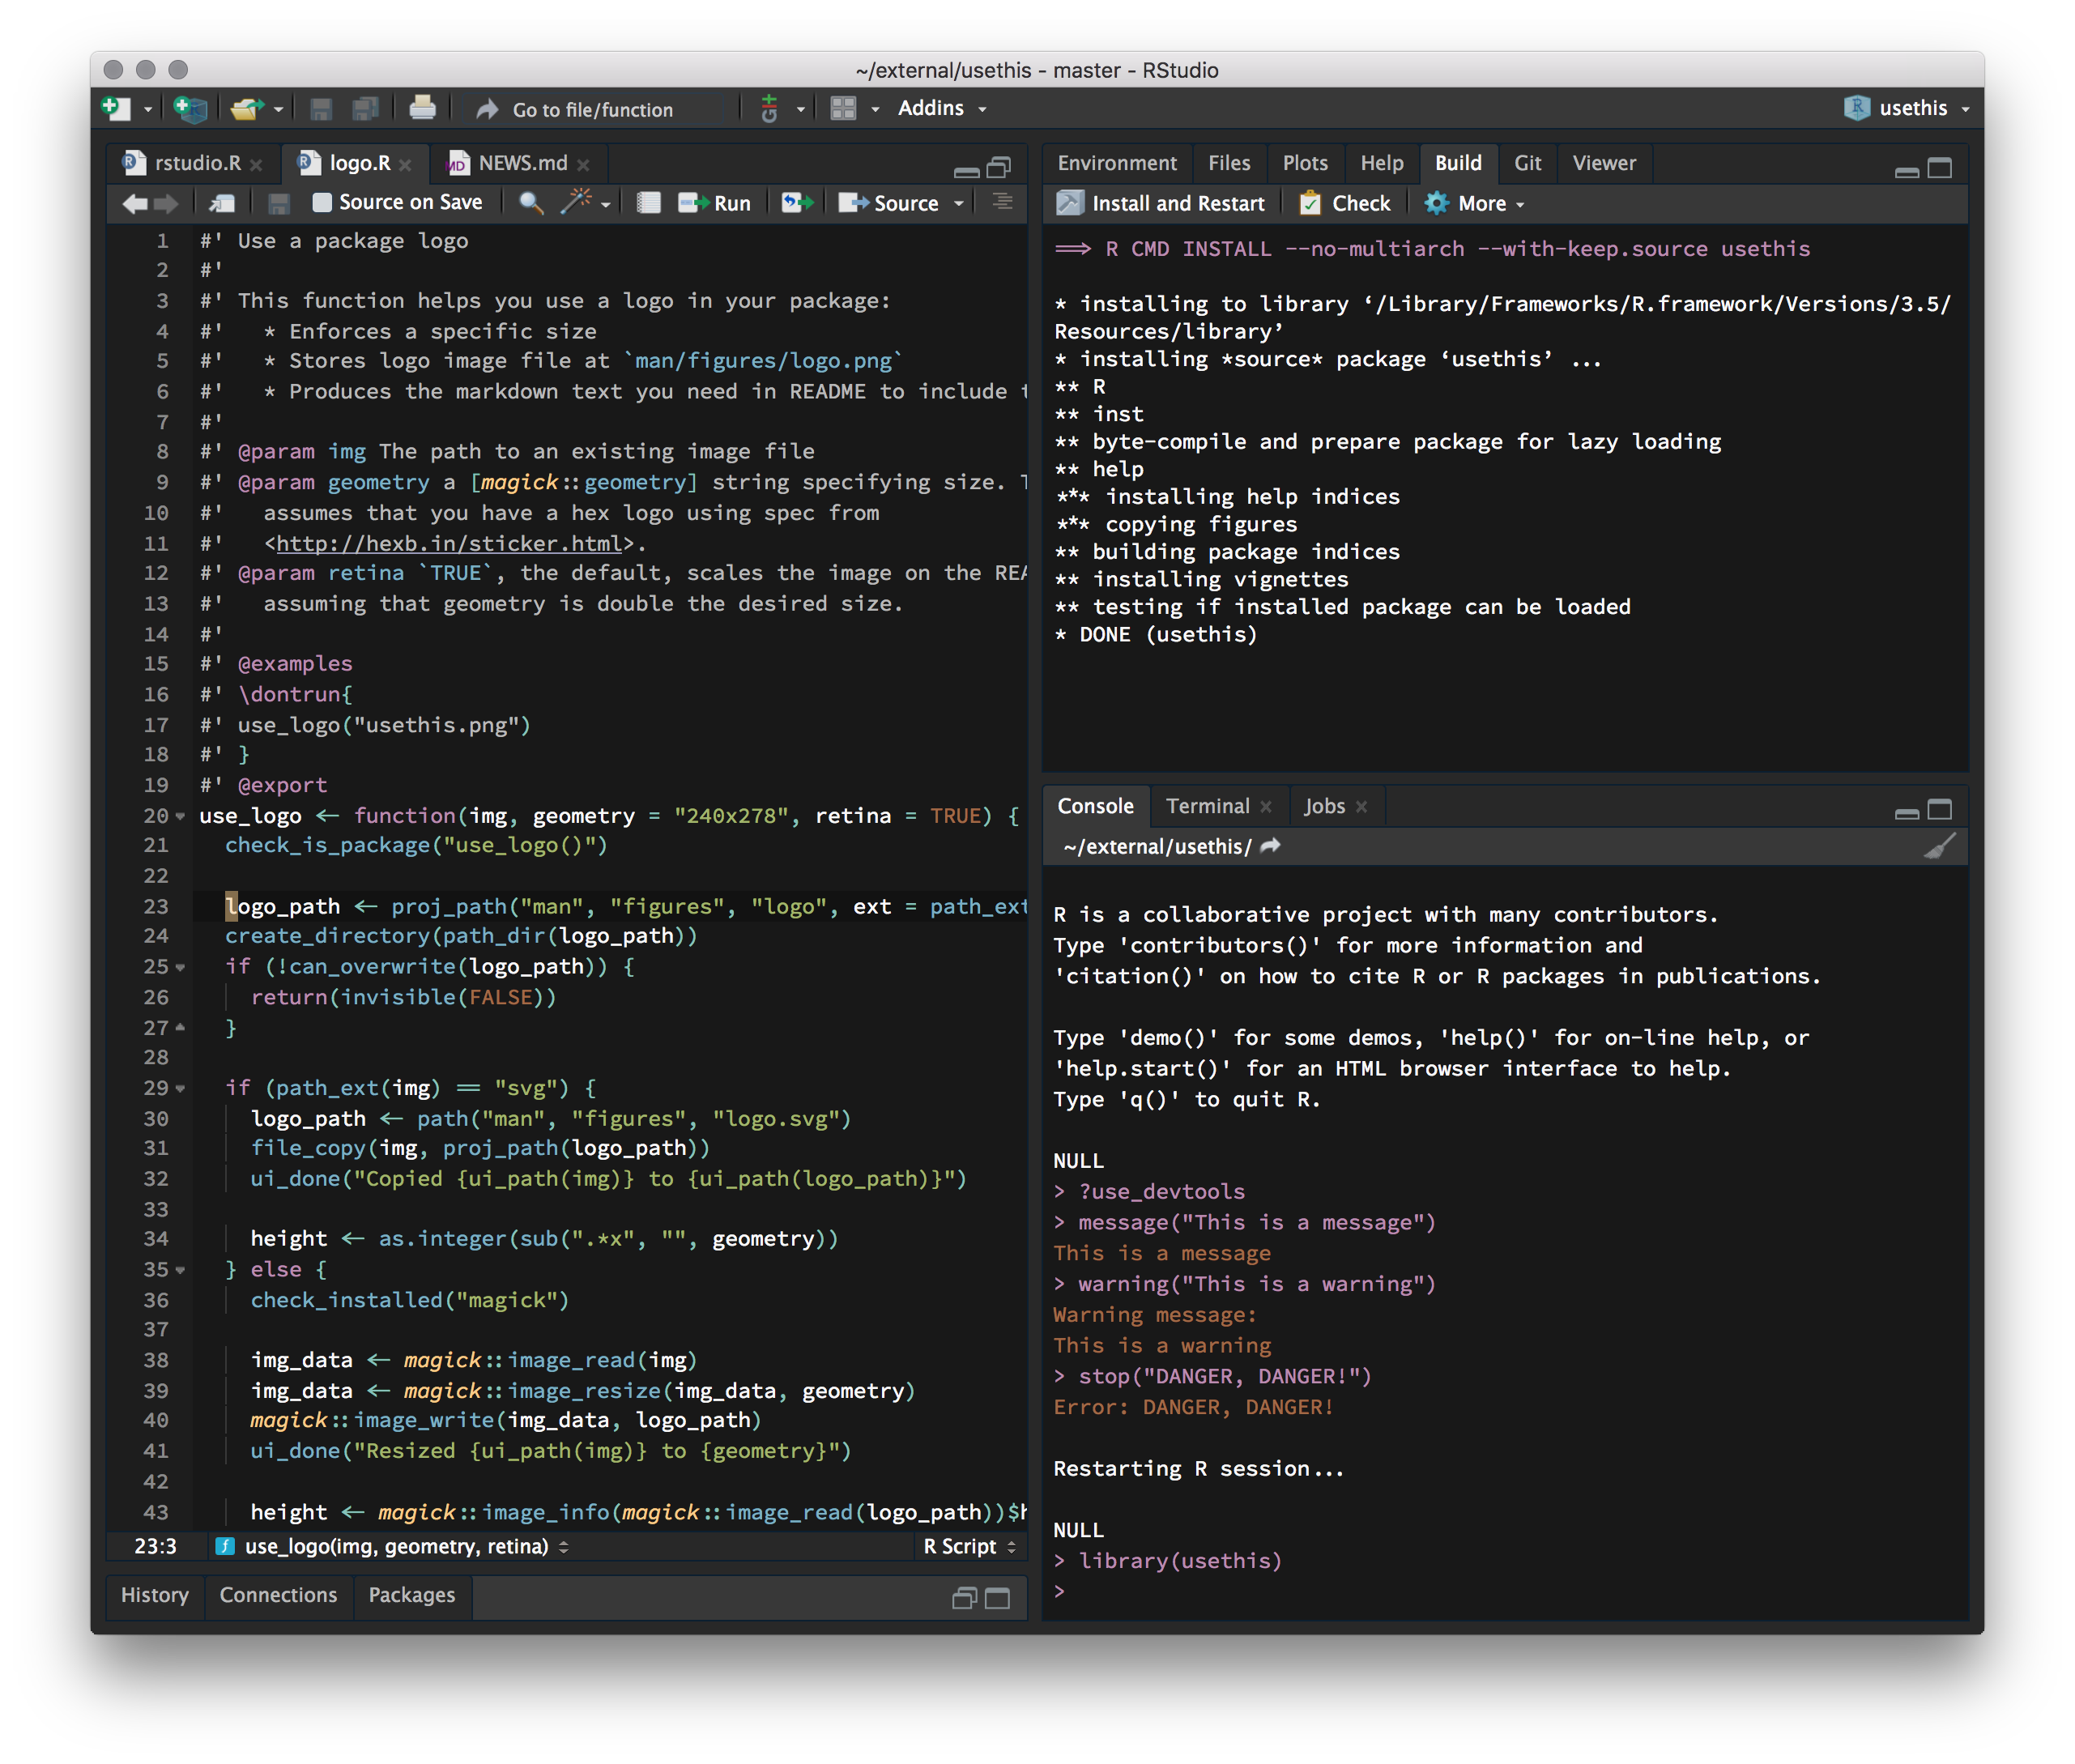 ~/external/usethis - master - RStudio
Go to file/function
Addins
usethis
rstudio.R
logo.R
NEWS.md
Source on Save
Run
Source
1 #' Use a package logo
2 #'
3 #' This function helps you use a logo in your package:
4 #'   * Enforces a specific size
5 #'   * Stores logo image file at `man/figures/logo.png`
6 #'   * Produces the markdown text you need in README to include
7 #'
8 #' @param img The path to an existing image file
9 #' @param geometry a [magick::geometry] string specifying size.
10 #'   assumes that you have a hex logo using spec from
11 #'   <http://hexb.in/sticker.html>.
12 #' @param retina `TRUE`, the default, scales the image on the
13 #'   assuming that geometry is double the desired size.
14 #'
15 #' @examples
16 #' \dontrun{
17 #' use_logo("usethis.png")
18 #' }
19 #' @export
20 use_logo <- function(img, geometry = "240x278", retina = TRUE) {
21   check_is_package("use_logo()")
22
23   logo_path <- proj_path("man", "figures", "logo", ext = path_ext
24   create_directory(path_dir(logo_path))
25   if (!can_overwrite(logo_path)) {
26     return(invisible(FALSE))
27   }
28
29   if (path_ext(img) == "svg") {
30     logo_path <- path("man", "figures", "logo.svg")
31     file_copy(img, proj_path(logo_path))
32     ui_done("Copied {ui_path(img)} to {ui_path(logo_path)}")
33
34     height <- as.integer(sub(".*x", "", geometry))
35   } else {
36     check_installed("magick")
37
38     img_data <- magick::image_read(img)
39     img_data <- magick::image_resize(img_data, geometry)
40     magick::image_write(img_data, logo_path)
41     ui_done("Resized {ui_path(img)} to {geometry}")
42
43     height <- magick::image_info(magick::image_read(logo_path))$h
23:3
use_logo(img, geometry, retina)
R Script
History
Connections
Packages
Environment
Files
Plots
Help
Build
Git
Viewer
Install and Restart
Check
More
==> R CMD INSTALL --no-multiarch --with-keep.source usethis
* installing to library ‘/Library/Frameworks/R.framework/Versions/3.5/
Resources/library’
* installing *source* package ‘usethis’ ...
** R
** inst
** byte-compile and prepare package for lazy loading
** help
*** installing help indices
*** copying figures
** building package indices
** installing vignettes
** testing if installed package can be loaded
* DONE (usethis)
Console
Terminal
Jobs
~/external/usethis/
R is a collaborative project with many contributors.
Type 'contributors()' for more information and
'citation()' on how to cite R or R packages in publications.
Type 'demo()' for some demos, 'help()' for on-line help, or
'help.start()' for an HTML browser interface to help.
Type 'q()' to quit R.
NULL
> ?use_devtools
> message("This is a message")
This is a message
> warning("This is a warning")
Warning message:
This is a warning
> stop("DANGER, DANGER!")
Error: DANGER, DANGER!
Restarting R session...
NULL
> library(usethis)
>